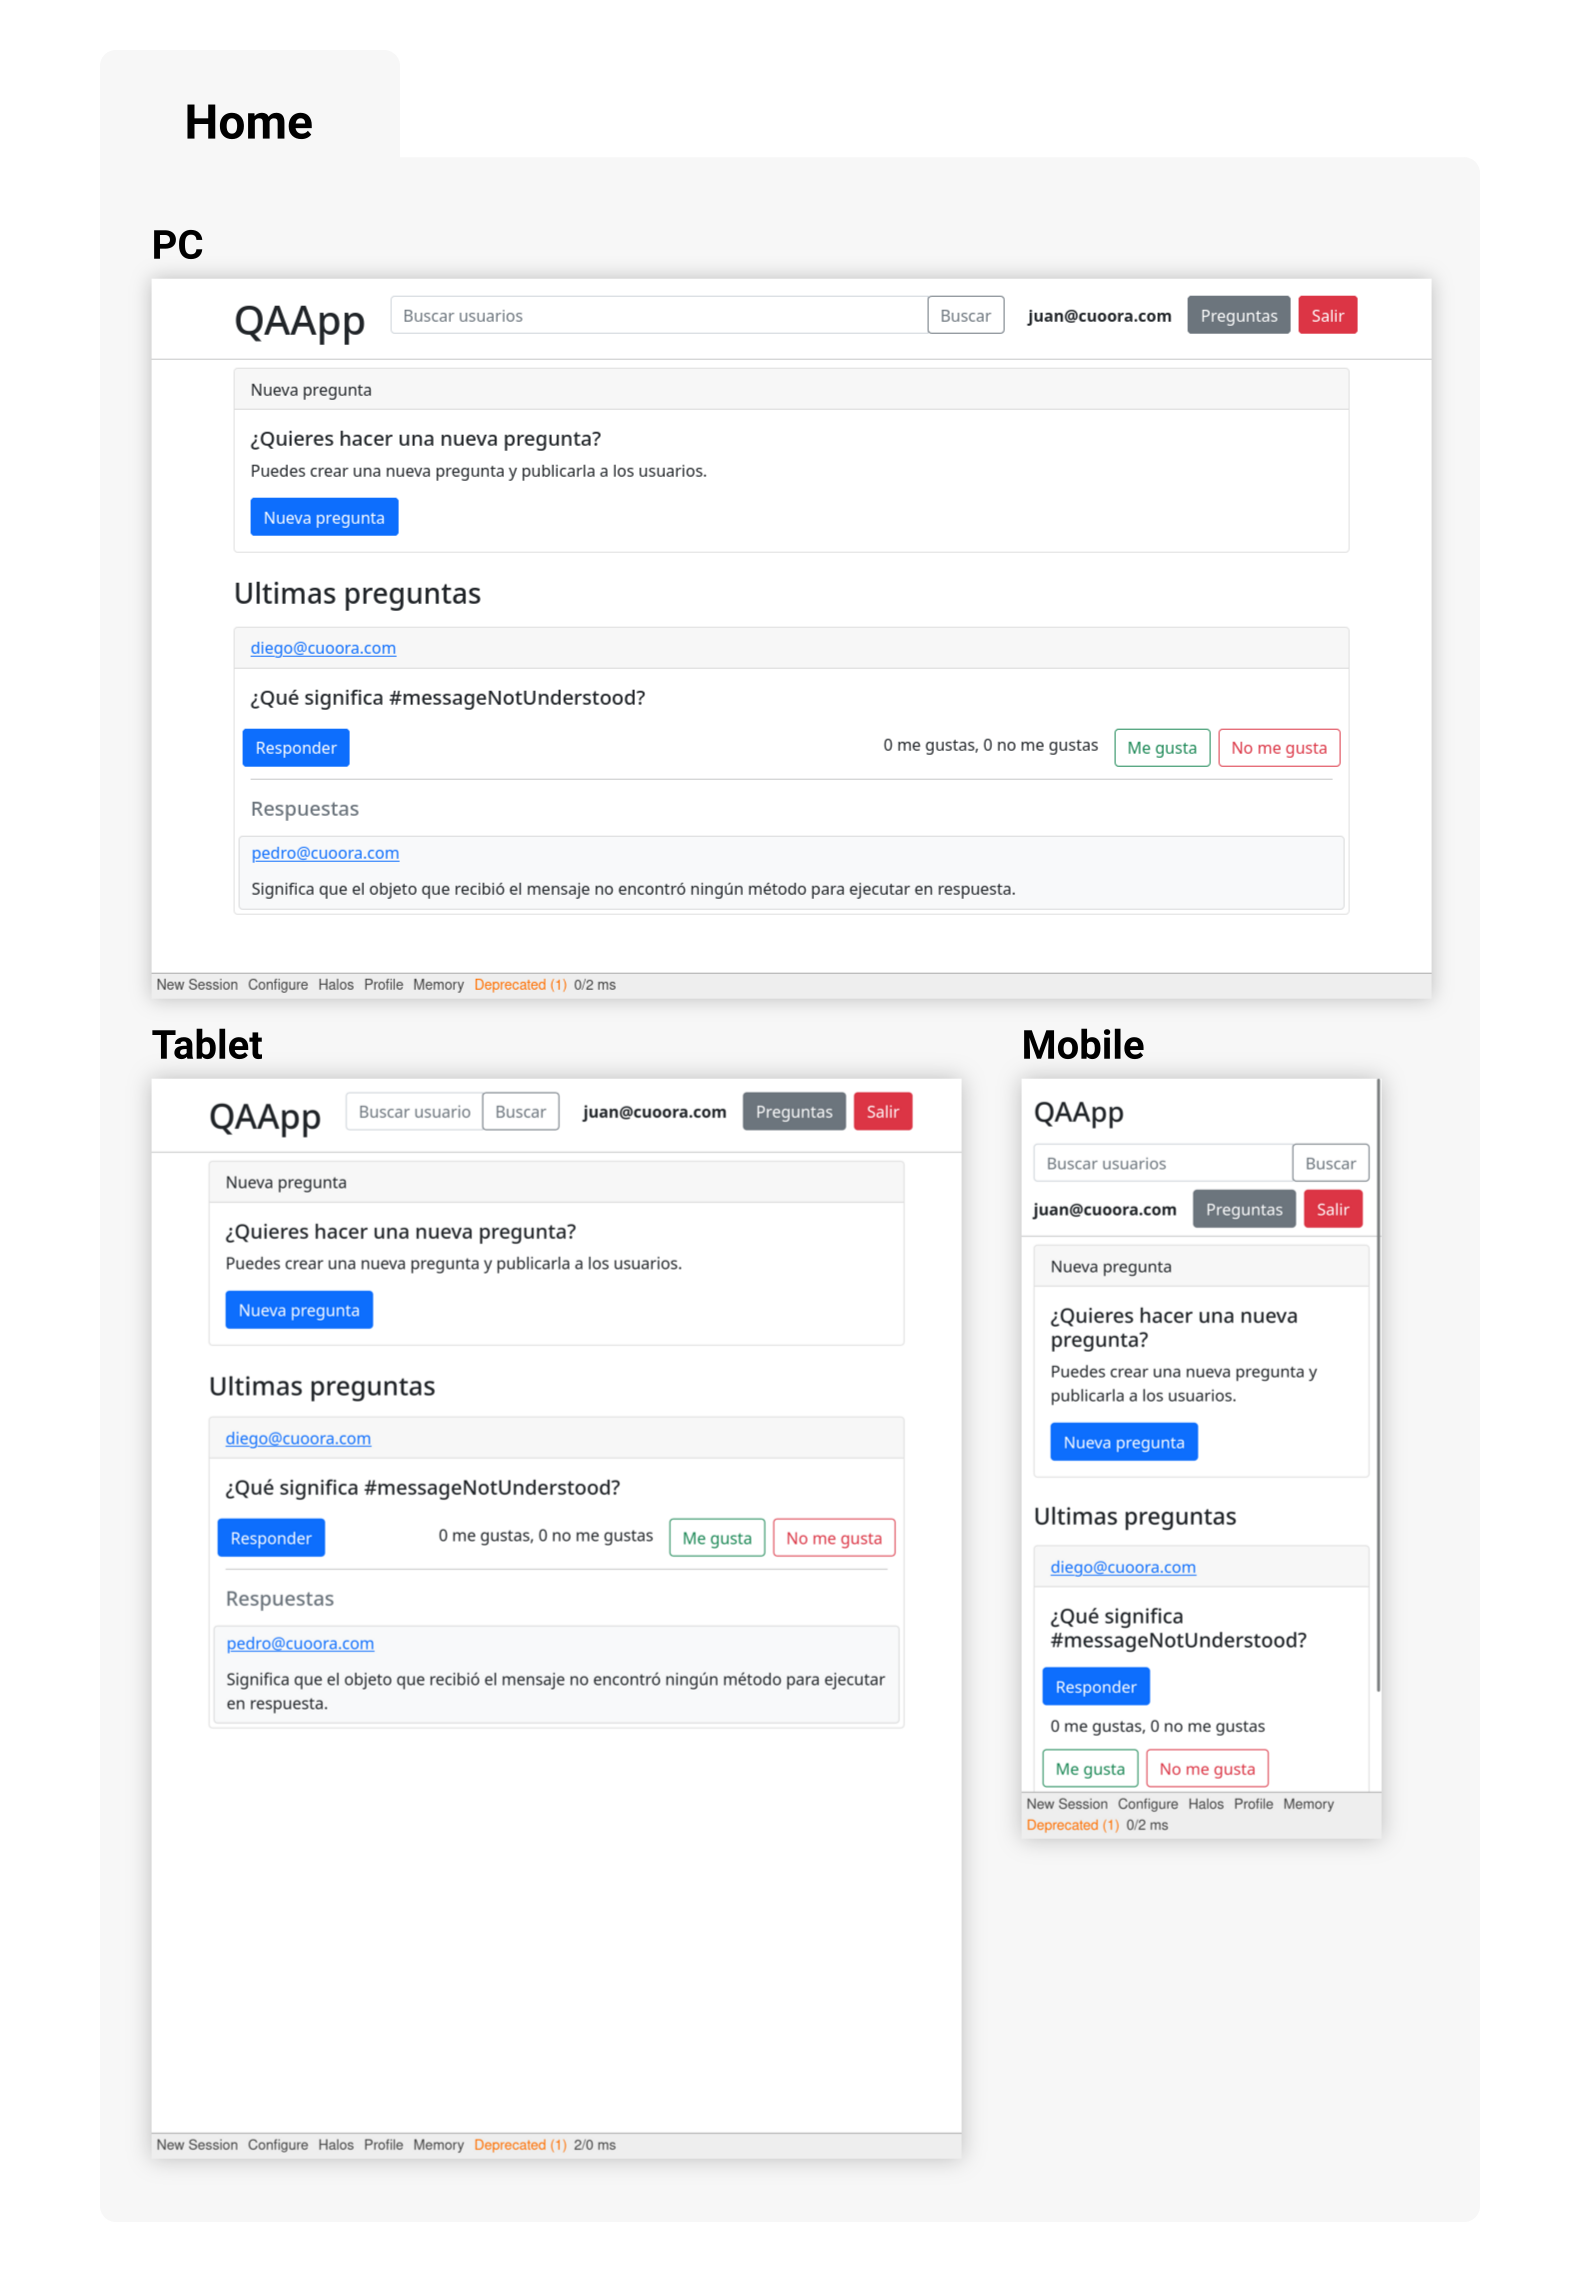 Home
PC
QAApp Buscar usuarios Buscar juan@cuoora.com Preguntas Salir
Nueva pregunta
¿Quieres hacer una nueva pregunta?
Puedes crear una nueva pregunta y publicarla a los usuarios.
Nueva pregunta
Ultimas preguntas
diego@cuoora.com
¿Qué significa #messageNotUnderstood?
Responder 0 me gustas, 0 no me gustas Me gusta No me gusta
Respuestas
pedro@cuoora.com
Significa que el objeto que recibió el mensaje no encontró ningún método para ejecutar en respuesta.
New Session Configure Halos Profile Memory Deprecated (1) 0/2 ms
Tablet
QAApp Buscar usuario Buscar juan@cuoora.com Preguntas Salir
Nueva pregunta
¿Quieres hacer una nueva pregunta?
Puedes crear una nueva pregunta y publicarla a los usuarios.
Nueva pregunta
Ultimas preguntas
diego@cuoora.com
¿Qué significa #messageNotUnderstood?
Responder 0 me gustas, 0 no me gustas Me gusta No me gusta
Respuestas
pedro@cuoora.com
Significa que el objeto que recibió el mensaje no encontró ningún método para ejecutar
en respuesta.
New Session Configure Halos Profile Memory Deprecated (1) 2/0 ms
Mobile
QAApp
Buscar usuarios Buscar
juan@cuoora.com Preguntas Salir
Nueva pregunta
¿Quieres hacer una nueva
pregunta?
Puedes crear una nueva pregunta y
publicarla a los usuarios.
Nueva pregunta
Ultimas preguntas
diego@cuoora.com
¿Qué significa
#messageNotUnderstood?
Responder
0 me gustas, 0 no me gustas
Me gusta No me gusta
New Session Configure Halos Profile Memory
Deprecated (1) 0/2 ms